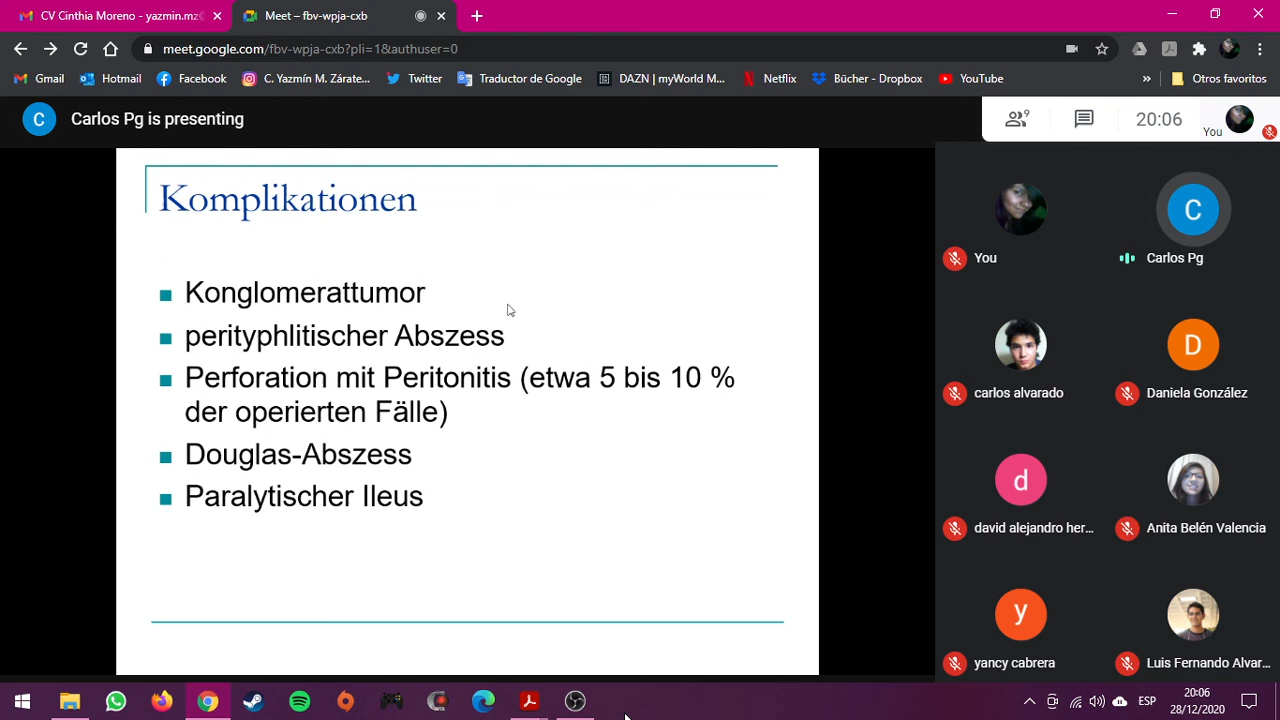 CV Cinthia Moreno - yazmin.mz
Meet – fbv-wpja-cxb
meet.google.com/fbv-wpja-cxb?pli=1&authuser=0
Gmail Hotmail Facebook C. Yazmín M. Zárate... Twitter Traductor de Google DAZN | myWorld M... Netflix Bücher - Dropbox YouTube » Otros favoritos
C Carlos Pg is presenting
9 20:06 You
Komplikationen
Konglomerattumor
perityphlitischer Abszess
Perforation mit Peritonitis (etwa 5 bis 10 %
der operierten Fälle)
Douglas-Abszess
Paralytischer Ileus
C
You Carlos Pg
D
carlos alvarado Daniela González
d
david alejandro her... Anita Belén Valencia
y
yancy cabrera Luis Fernando Alvar...
ESP
20:06
28/12/2020